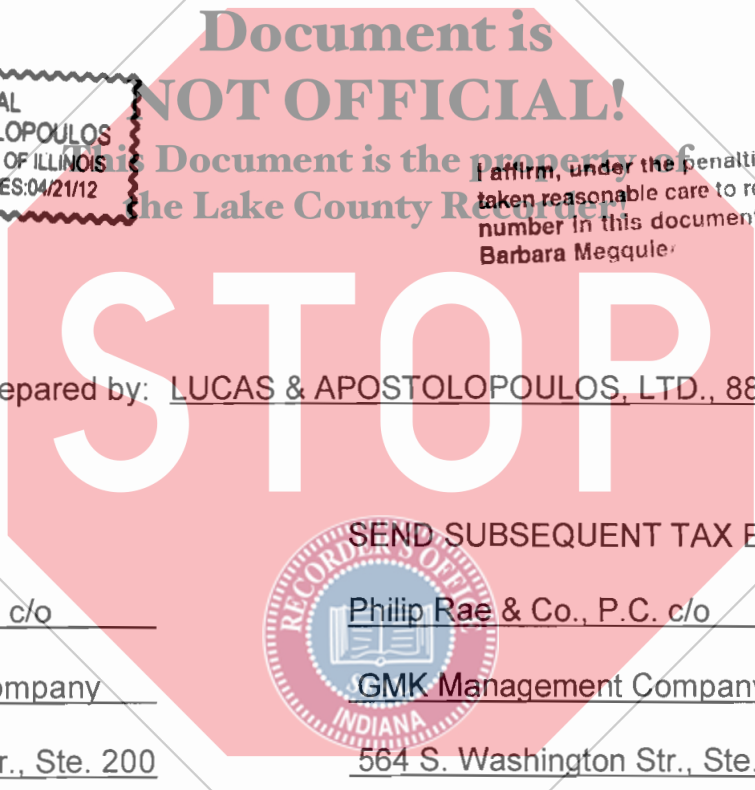 Document is
NOT OFFICIAL!
This Document is the property of
the Lake County Recorder!
AL
LOPOULOS
OF ILLINOIS
ES:04/21/12
I affirm, under the penalti
taken reasonable care to re
number in this document
Barbara Megquier
STOP
epared by: LUCAS & APOSTOLOPOULOS, LTD., 88
SEND SUBSEQUENT TAX B
c/o
Philip Rae & Co., P.C. c/o
ompany
GMK Management Company
r., Ste. 200
564 S. Washington Str., Ste.
RECORDER'S OFFICE
INDIANA